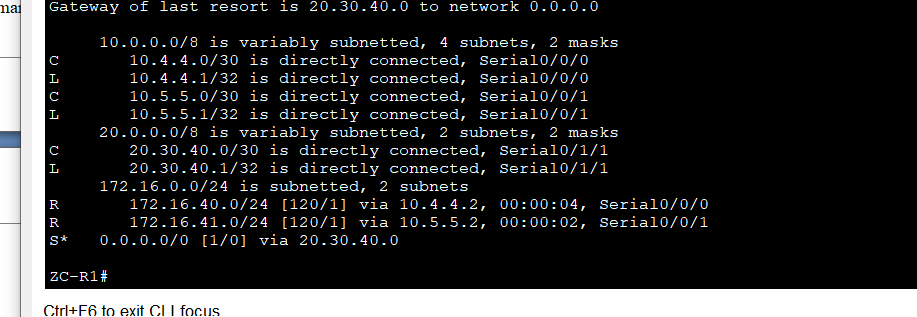 Gateway of last resort is 20.30.40.0 to network 0.0.0.0
10.0.0.0/8 is variably subnetted, 4 subnets, 2 masks
C 10.4.4.0/30 is directly connected, Serial0/0/0
L 10.4.4.1/32 is directly connected, Serial0/0/0
C 10.5.5.0/30 is directly connected, Serial0/0/1
L 10.5.5.1/32 is directly connected, Serial0/0/1
20.0.0.0/8 is variably subnetted, 2 subnets, 2 masks
C 20.30.40.0/30 is directly connected, Serial0/1/1
L 20.30.40.1/32 is directly connected, Serial0/1/1
172.16.0.0/24 is subnetted, 2 subnets
R 172.16.40.0/24 [120/1] via 10.4.4.2, 00:00:04, Serial0/0/0
R 172.16.41.0/24 [120/1] via 10.5.5.2, 00:00:02, Serial0/0/1
S* 0.0.0.0/0 [1/0] via 20.30.40.0
ZC-R1#
Ctrl+F6 to exit CLI focus